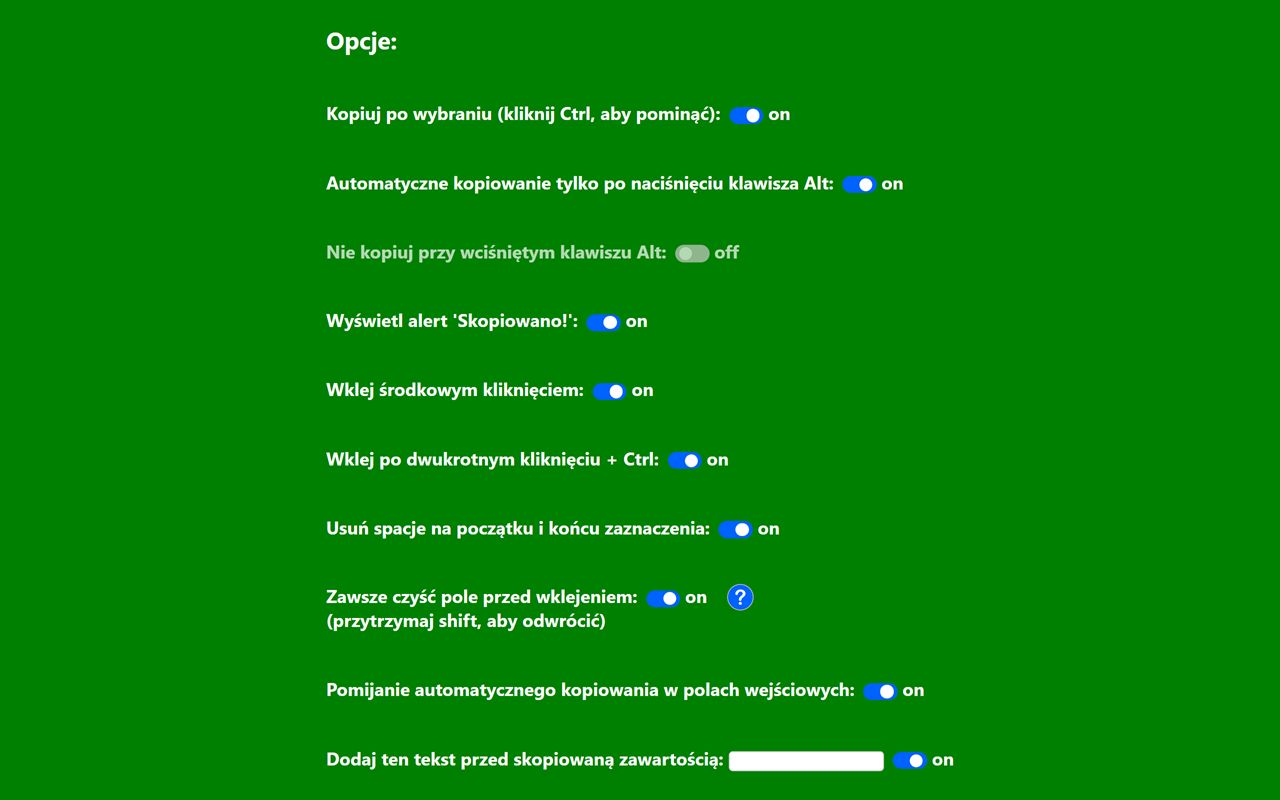 Opcje:
Kopiuj po wybraniu (kliknij Ctrl, aby pominąć): on
Automatyczne kopiowanie tylko po naciśnięciu klawisza Alt: on
Nie kopiuj przy wciśniętym klawiszu Alt: off
Wyświetl alert 'Skopiowano!': on
Wklej środkowym kliknięciem: on
Wklej po dwukrotnym kliknięciu + Ctrl: on
Usuń spacje na początku i końcu zaznaczenia: on
Zawsze czyść pole przed wklejeniem: on ?
(przytrzymaj shift, aby odwrócić)
Pomijanie automatycznego kopiowania w polach wejściowych: on
Dodaj ten tekst przed skopiowaną zawartością: on